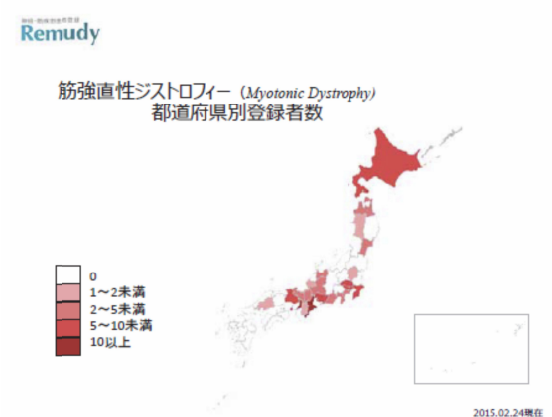 Remudy
筋強直性ジストロフィー（Myotonic Dystrophy)
都道府県別登録者数
0
1～2未満
2～5未満
5～10未満
10以上
2015.02.24現在